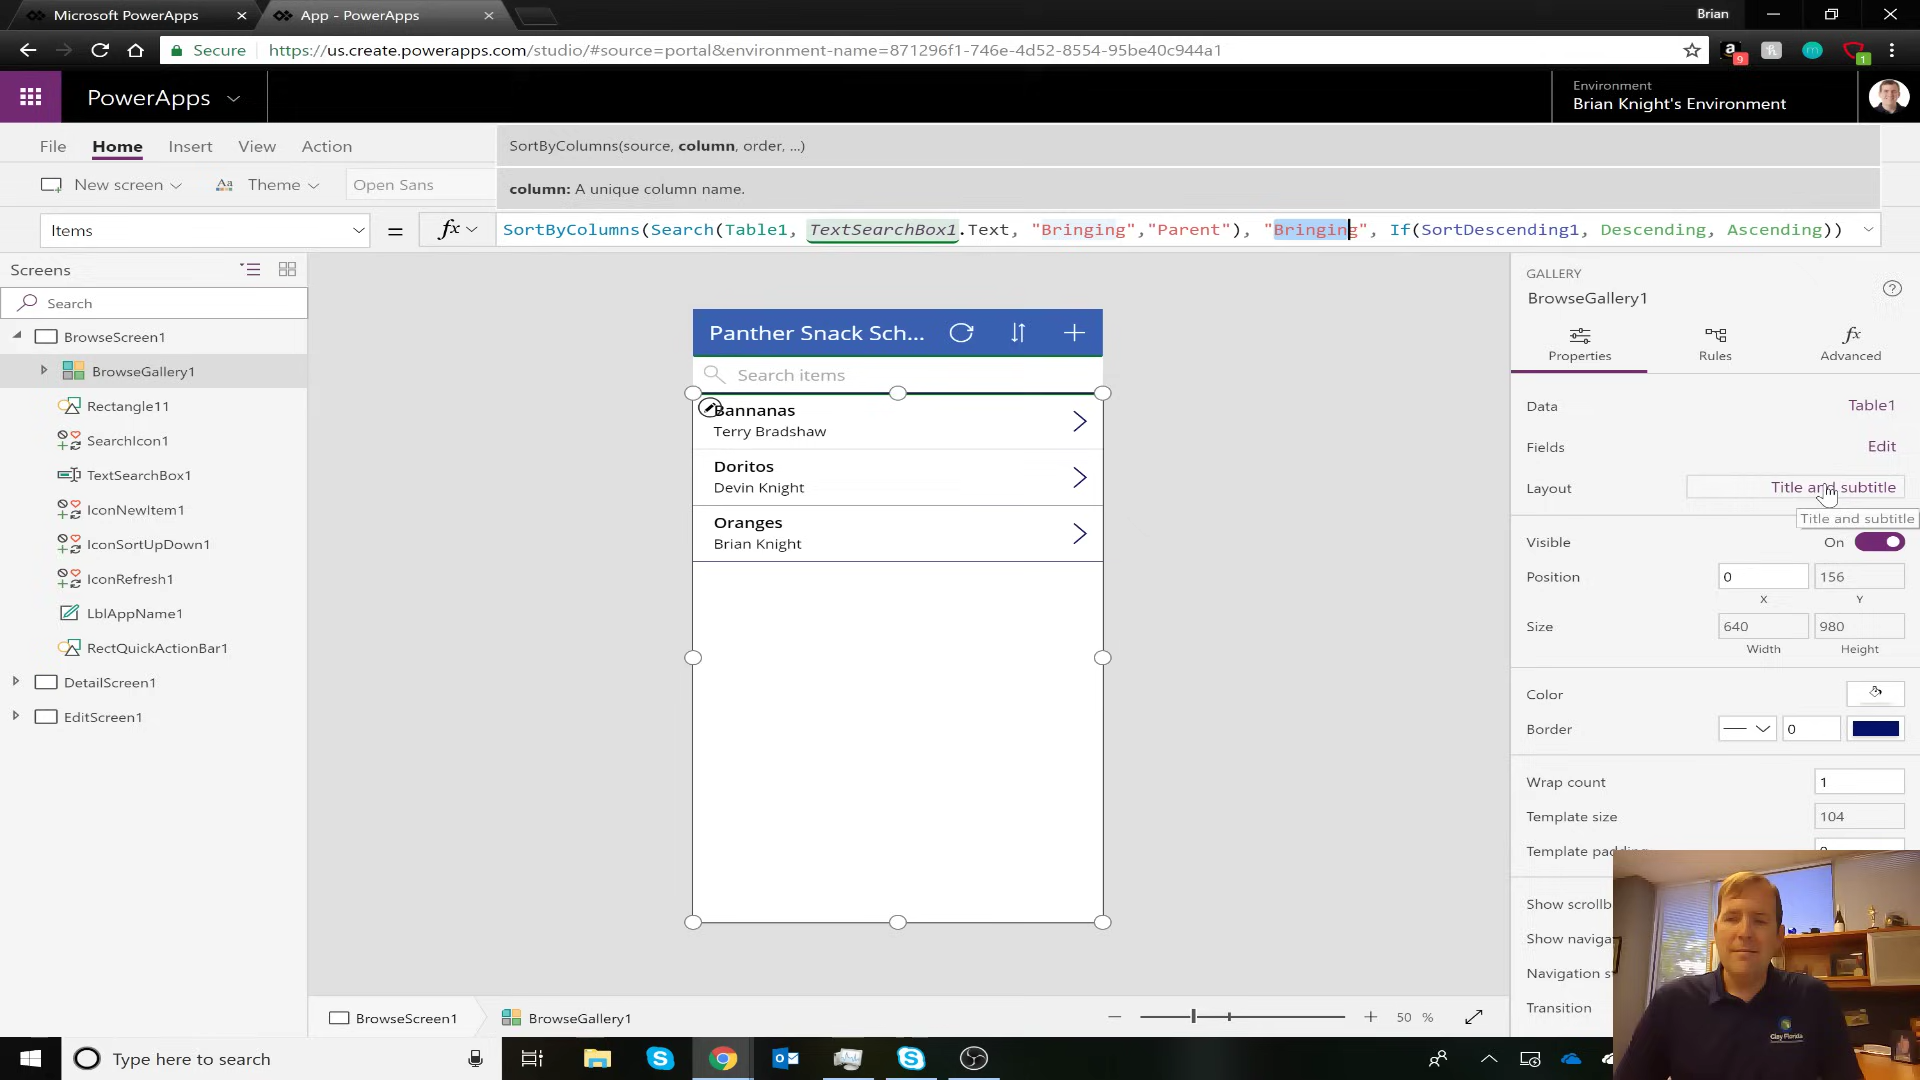 Microsoft PowerApps
App - PowerApps
Brian
Secure
https://us.create.powerapps.com/studio/#source=portal&environment-name=871296f1-746e-4d52-8554-95be40c944a1
a
9
m
1
PowerApps
Environment
Brian Knight's Environment
File
Home
Insert
View
Action
SortByColumns(source, column, order, ...)
New screen
Aa
Theme
Open Sans
column: A unique column name.
Items
=
fx
SortByColumns(Search(Table1, TextSearchBox1.Text, "Bringing","Parent"), "Bringing", If(SortDescending1, Descending, Ascending))
Screens
Search
BrowseScreen1
BrowseGallery1
Rectangle11
SearchIcon1
TextSearchBox1
IconNewItem1
IconSortUpDown1
IconRefresh1
LblAppName1
RectQuickActionBar1
DetailScreen1
EditScreen1
Panther Snack Sch...
Search items
Bannanas
Terry Bradshaw
Doritos
Devin Knight
Oranges
Brian Knight
GALLERY
BrowseGallery1
?
Properties
Rules
fx
Advanced
Data
Table1
Fields
Edit
Layout
Title and subtitle
Title and subtitle
Visible
On
Position
0
156
X
Y
Size
640
980
Width
Height
Color
Border
0
Wrap count
1
Template size
104
Template padding
Show scrollb
Show naviga
Navigation s
Transition
BrowseScreen1
BrowseGallery1
50 %
Type here to search